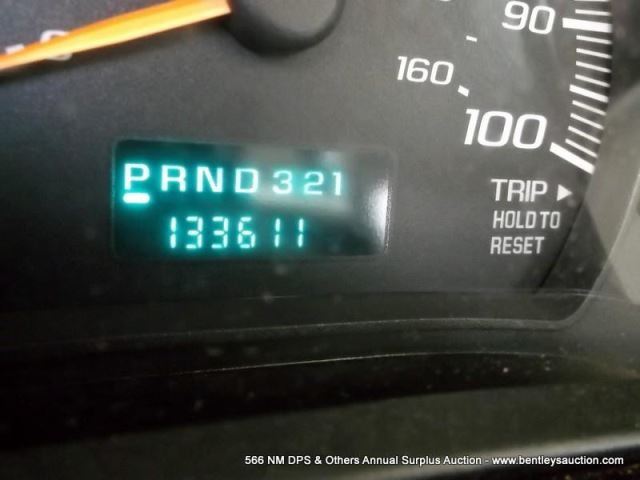 90
160
100
PRND321
133611
TRIP ▶
HOLD TO
RESET
566 NM DPS & Others Annual Surplus Auction - www.bentleysauction.com